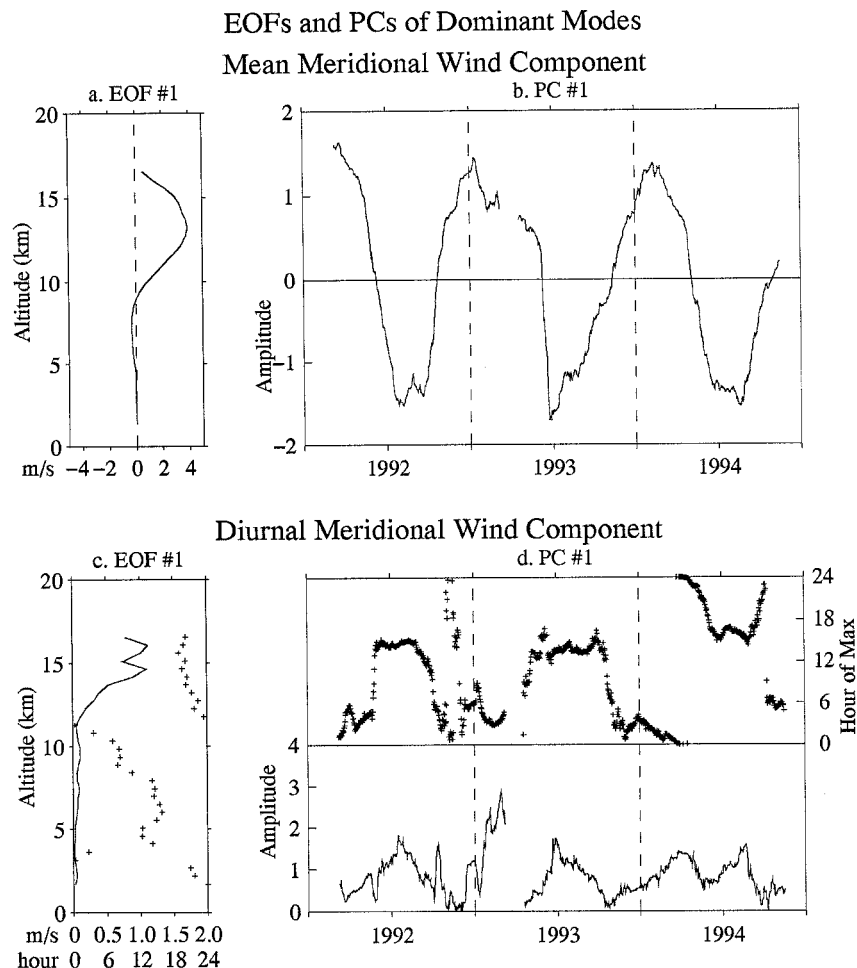 EOFs and PCs of Dominant Modes
Mean Meridional Wind Component
a. EOF #1
b. PC #1
20
15
10
5
0
Altitude (km)
m/s −4 −2 0 2 4
2
1
0
−1
−2
Amplitude
1992 1993 1994
Diurnal Meridional Wind Component
c. EOF #1
d. PC #1
20
15
10
5
0
Altitude (km)
m/s 0 0.5 1.0 1.5 2.0
hour 0 6 12 18 24
24
18
12
6
0
Hour of Max
4
3
2
1
0
Amplitude
1992 1993 1994